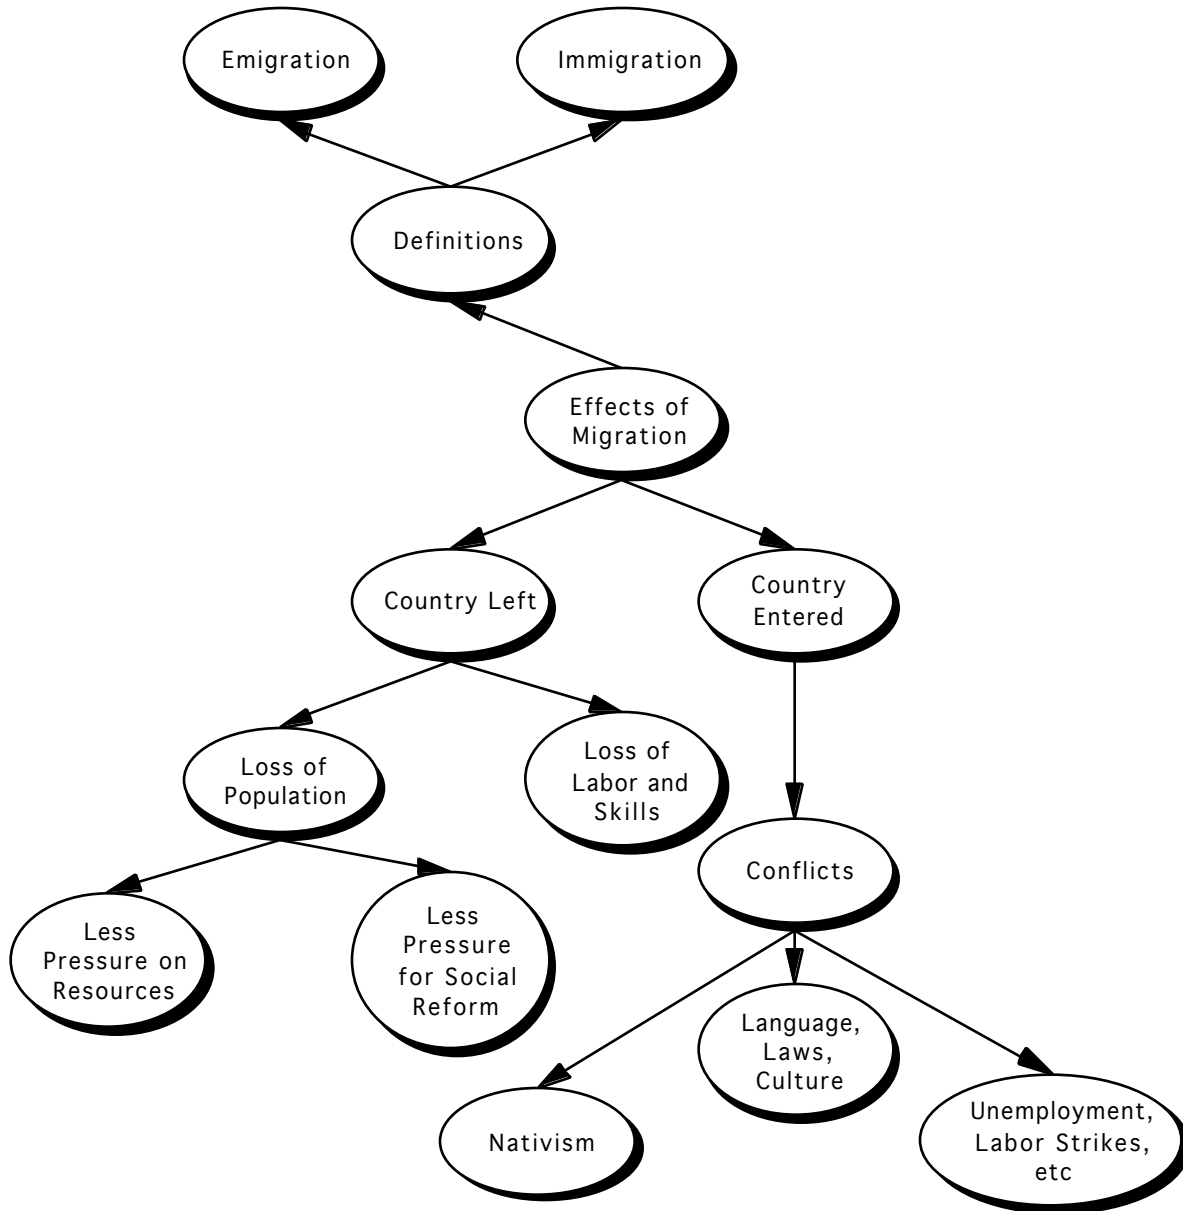 Emigration
Immigration
Definitions
Effects of
Migration
Country Left
Country
Entered
Loss of
Population
Loss of
Labor and
Skills
Conflicts
Less
Pressure on
Resources
Less
Pressure
for Social
Reform
Language,
Laws,
Culture
Nativism
Unemployment,
Labor Strikes,
etc